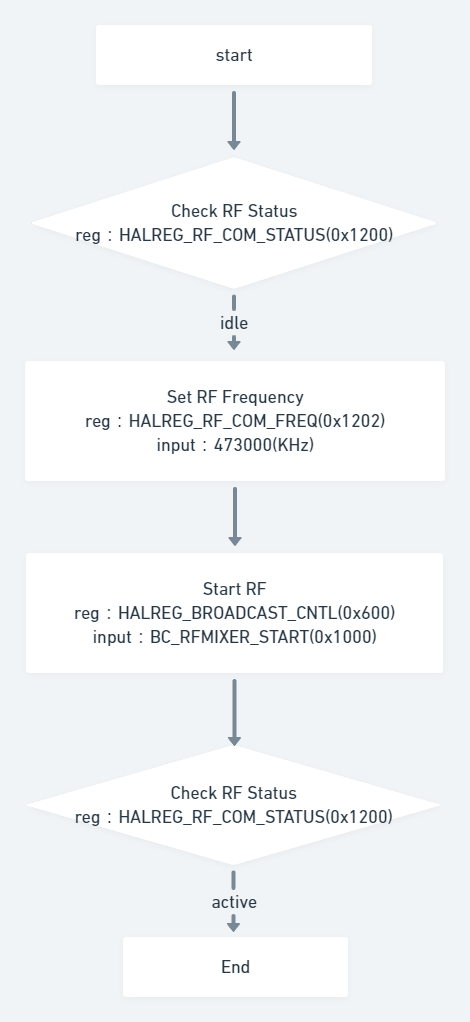 start
Check RF Status
reg : HALREG_RF_COM_STATUS(0x1200)
idle
Set RF Frequency
reg : HALREG_RF_COM_FREQ(0x1202)
input : 473000(KHz)
Start RF
reg : HALREG_BROADCAST_CNTL(0x600)
input : BC_RFMIXER_START(0x1000)
Check RF Status
reg : HALREG_RF_COM_STATUS(0x1200)
active
End